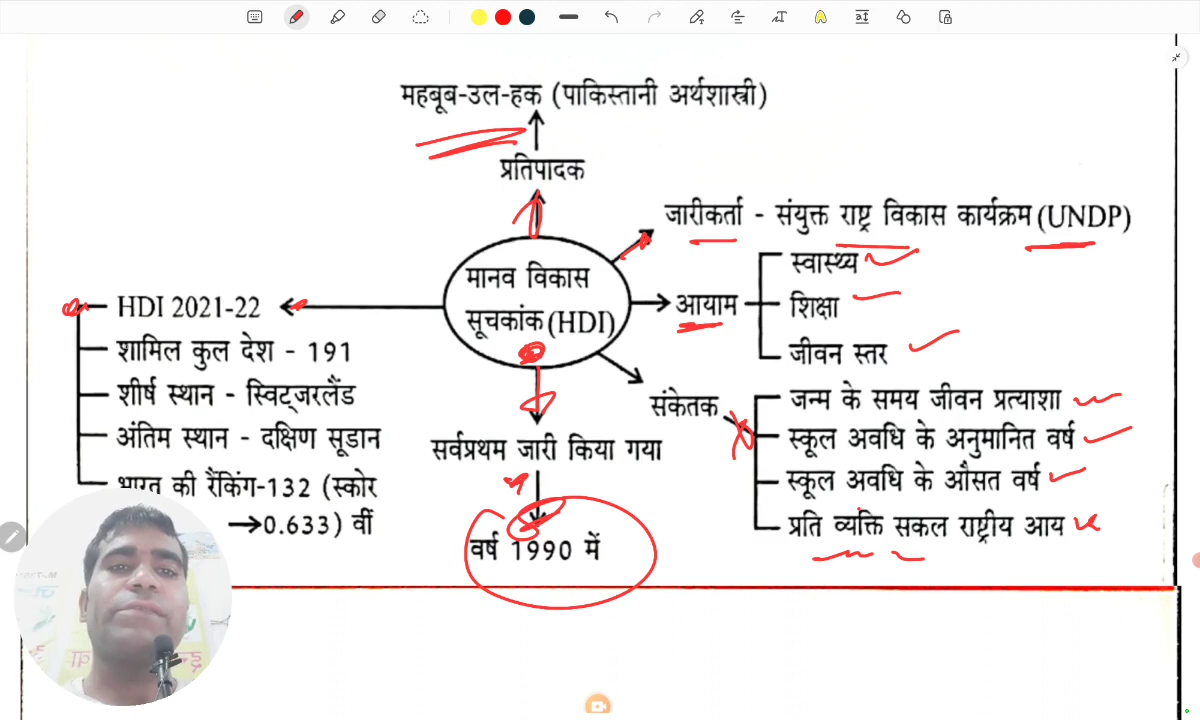 महबूब-उल-हक (पाकिस्तानी अर्थशास्त्री)
प्रतिपादक
जारीकर्ता - संयुक्त राष्ट्र विकास कार्यक्रम (UNDP)
मानव विकास
सूचकांक (HDI)
आयाम
स्वास्थ्य
शिक्षा
जीवन स्तर
HDI 2021-22
शामिल कुल देश - 191
शीर्ष स्थान - स्विट्जरलैंड
अंतिम स्थान - दक्षिण सूडान
भारत की रैंकिंग-132 (स्कोर
→0.633) वीं
संकेतक
जन्म के समय जीवन प्रत्याशा
स्कूल अवधि के अनुमानित वर्ष
स्कूल अवधि के औसत वर्ष
प्रति व्यक्ति सकल राष्ट्रीय आय
सर्वप्रथम जारी किया गया
वर्ष 1990 में